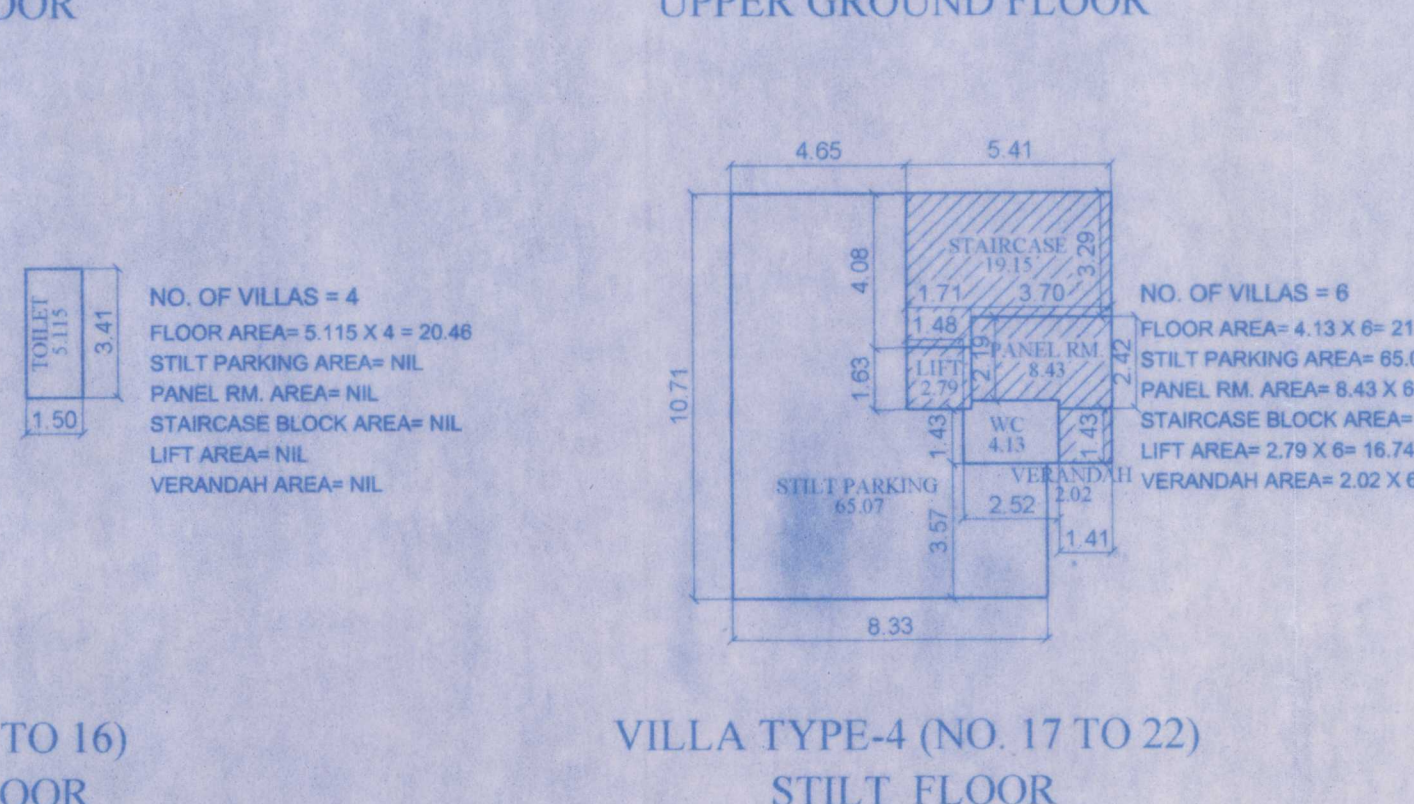 OOR
UPPER GROUND FLOOR
4.65
5.41
STAIRCASE
19.15
3.29
4.08
1.71
3.70
1.48
2.19
PANEL RM.
8.43
2.42
LIFT
2.79
1.63
10.71
WC
4.13
1.43
1.43
STILT PARKING
65.07
VERANDAH
2.02
2.52
3.57
1.41
8.33
NO. OF VILLAS = 6
FLOOR AREA= 4.13 X 6= 21
STILT PARKING AREA= 65.0
PANEL RM. AREA= 8.43 X 6
STAIRCASE BLOCK AREA=
LIFT AREA= 2.79 X 6= 16.74
VERANDAH AREA= 2.02 X 6
TOILET
5.115
3.41
1.50
NO. OF VILLAS = 4
FLOOR AREA= 5.115 X 4 = 20.46
STILT PARKING AREA= NIL
PANEL RM. AREA= NIL
STAIRCASE BLOCK AREA= NIL
LIFT AREA= NIL
VERANDAH AREA= NIL
TO 16)
OOR
VILLA TYPE-4 (NO. 17 TO 22)
STILT FLOOR